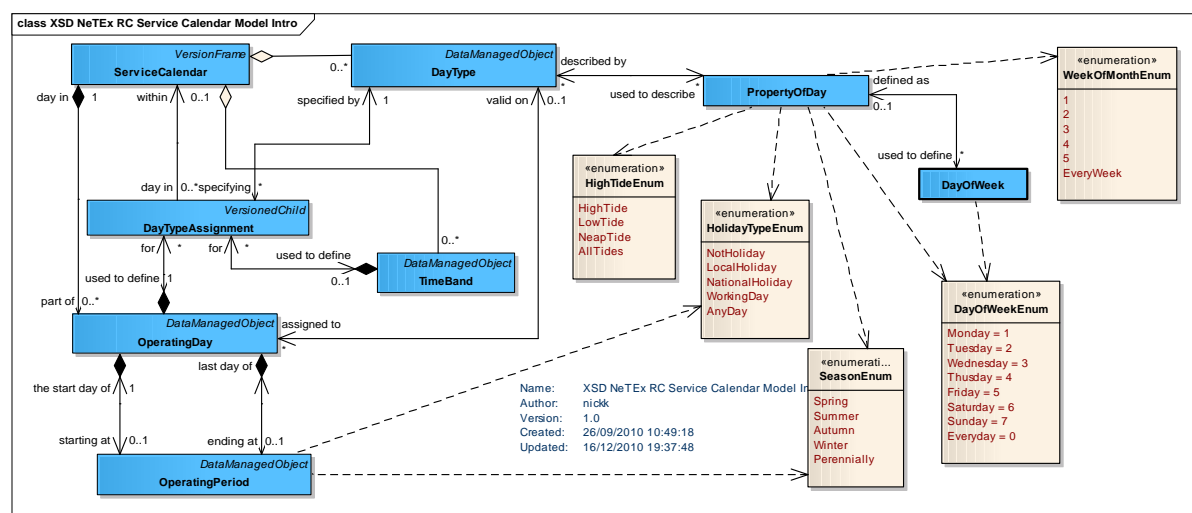 class XSD NeTEx RC Service Calendar Model Intro
VersionFrame
ServiceCalendar
DataManagedObject
DayType
0..*
described by
*
used to describe
*
PropertyOfDay
defined as
0..1
«enumeration»
WeekOfMonthEnum
1
2
3
4
5
EveryWeek
day in
1
within
0..1
specified by
1
valid on
0..1
used to define
*
DayOfWeek
«enumeration»
HighTideEnum
HighTide
LowTide
NeapTide
AllTides
«enumeration»
HolidayTypeEnum
NotHoliday
LocalHoliday
NationalHoliday
WorkingDay
AnyDay
day in
0..*
specifying
*
VersionedChild
DayTypeAssignment
for
*
for
*
used to define
0..1
0..*
DataManagedObject
TimeBand
used to define
1
part of
0..*
DataManagedObject
OperatingDay
assigned to
*
«enumeration»
DayOfWeekEnum
Monday = 1
Tuesday = 2
Wednesday = 3
Thusday = 4
Friday = 5
Saturday = 6
Sunday = 7
Everyday = 0
«enumerati...
SeasonEnum
Spring
Summer
Autumn
Winter
Perennially
the start day of
1
last day of
1
starting at
0..1
ending at
0..1
DataManagedObject
OperatingPeriod
Name: XSD NeTEx RC Service Calendar Model In
Author: nickk
Version: 1.0
Created: 26/09/2010 10:49:18
Updated: 16/12/2010 19:37:48